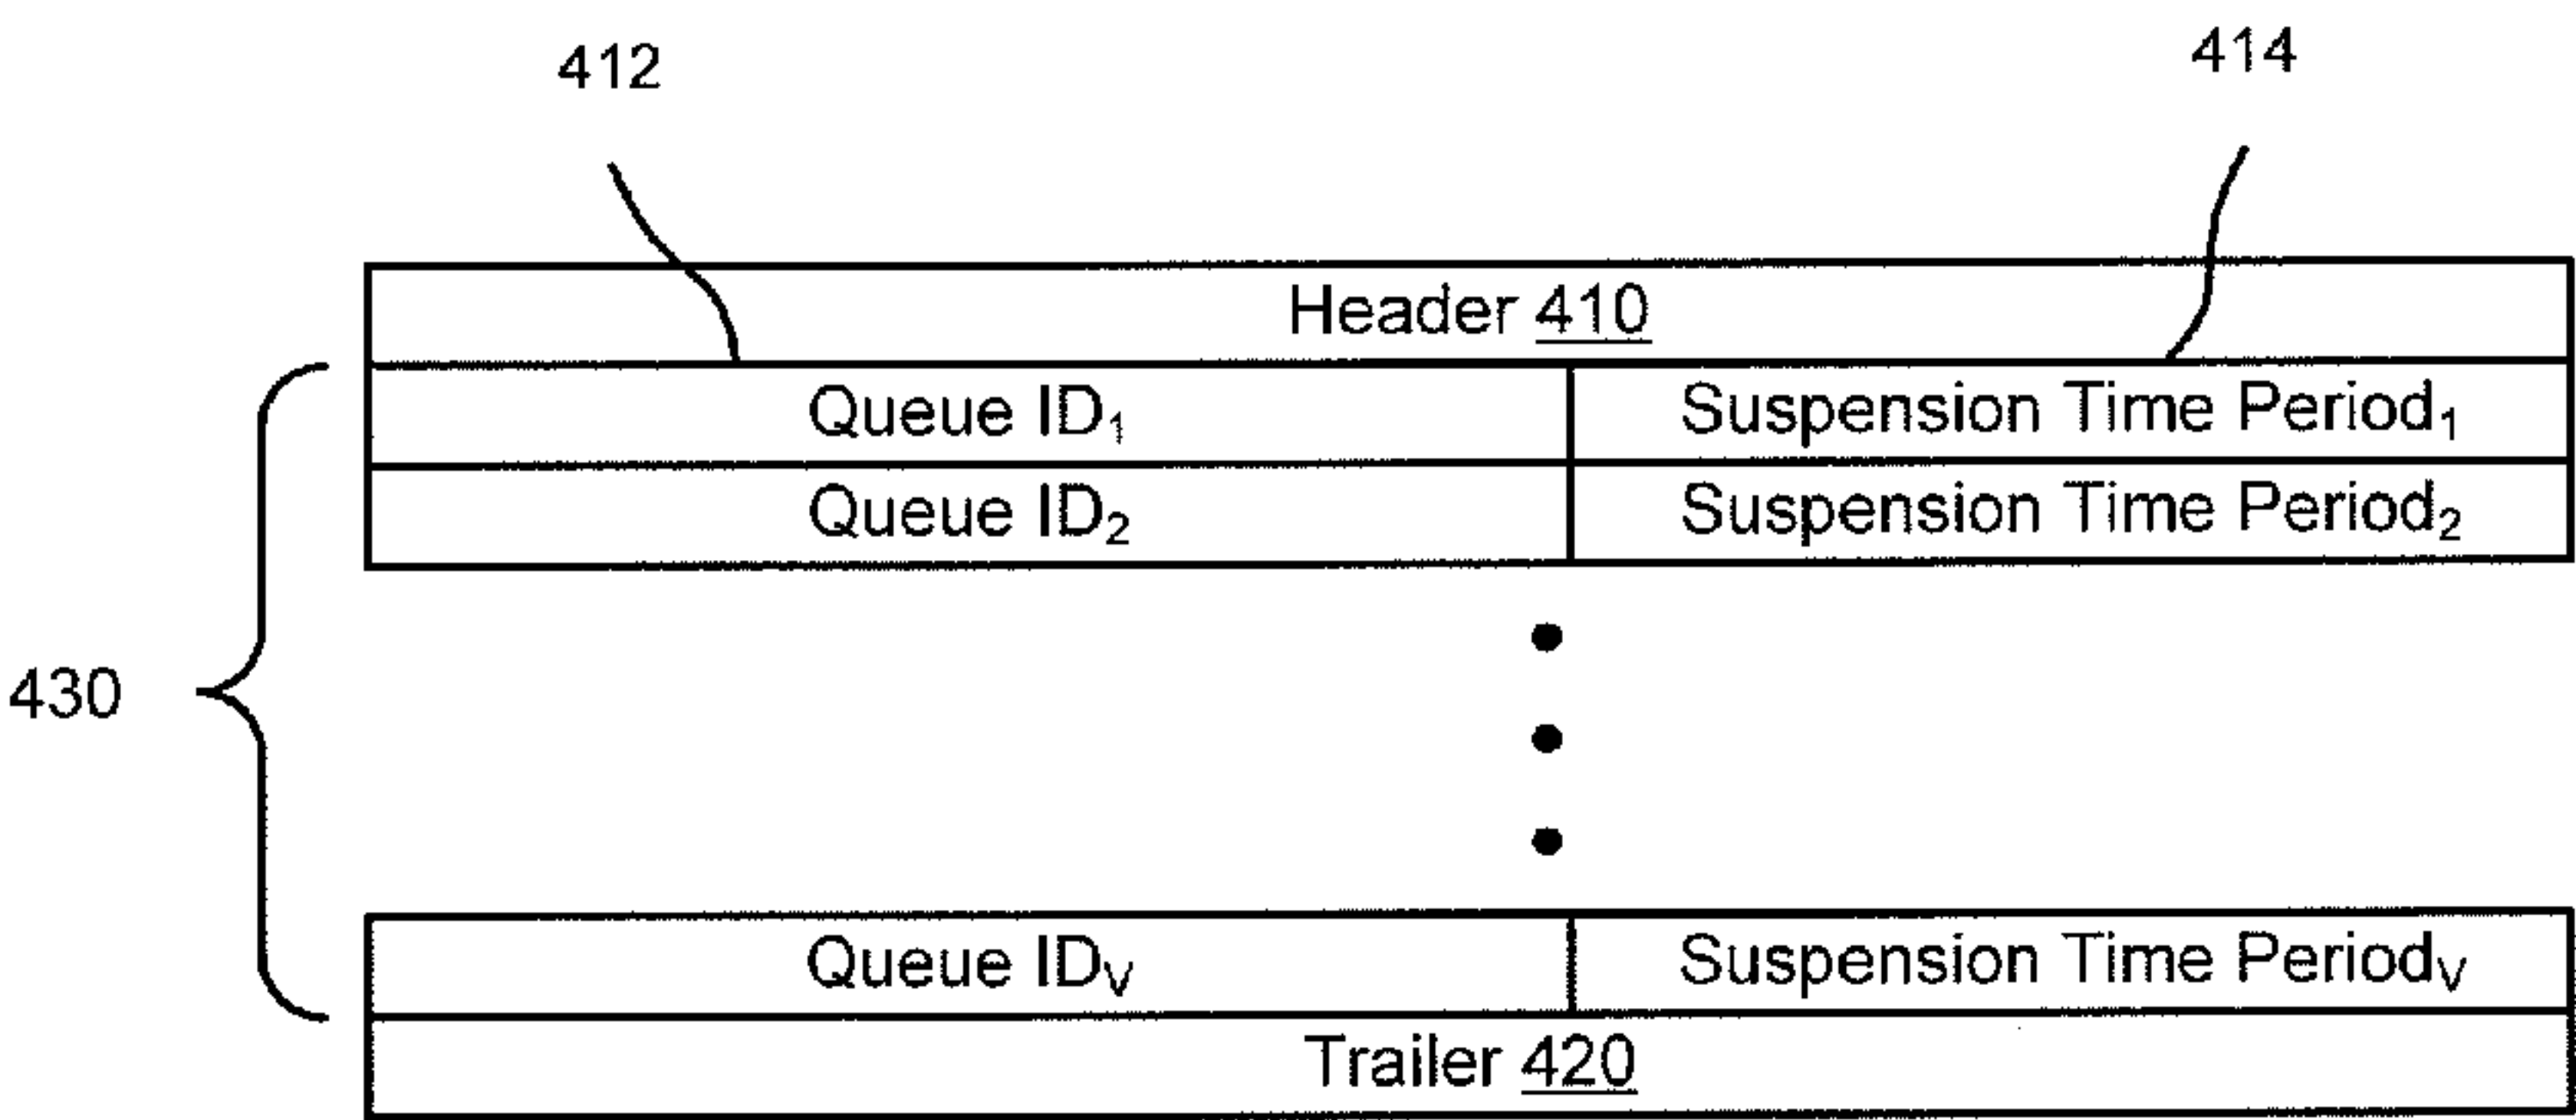 412
414
Header 410
Queue ID₁ Suspension Time Period₁
Queue ID₂ Suspension Time Period₂
430
Queue IDᵥ Suspension Time Periodᵥ
Trailer 420